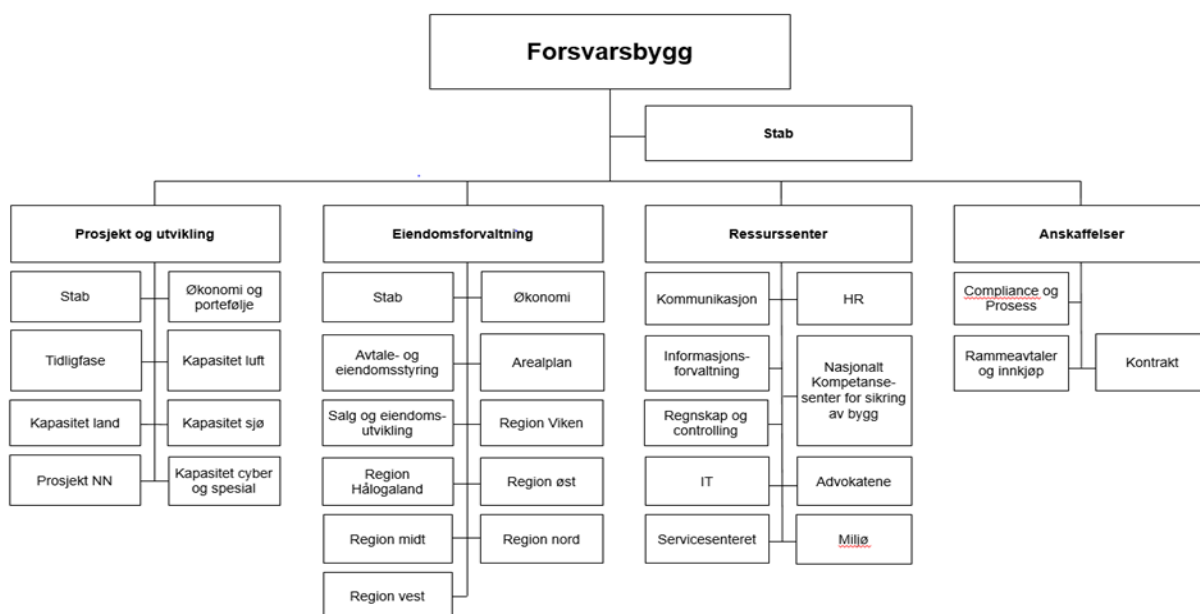 Forsvarsbygg
Stab
Prosjekt og utvikling
Stab
Økonomi og
portefølje
Tidligfase
Kapasitet luft
Kapasitet land
Kapasitet sjø
Prosjekt NN
Kapasitet cyber
og spesial
Eiendomsforvaltning
Stab
Økonomi
Avtale- og
eiendomsstyring
Arealplan
Salg og eiendoms-
utvikling
Region Viken
Region
Hålogaland
Region øst
Region midt
Region nord
Region vest
Ressurssenter
Kommunikasjon
HR
Informasjons-
forvaltning
Nasjonalt
Kompetanse-
senter for sikring
av bygg
Regnskap og
controlling
IT
Advokatene
Servicesenteret
Miljø
Anskaffelser
Compliance og
Prosess
Rammeavtaler
og innkjøp
Kontrakt